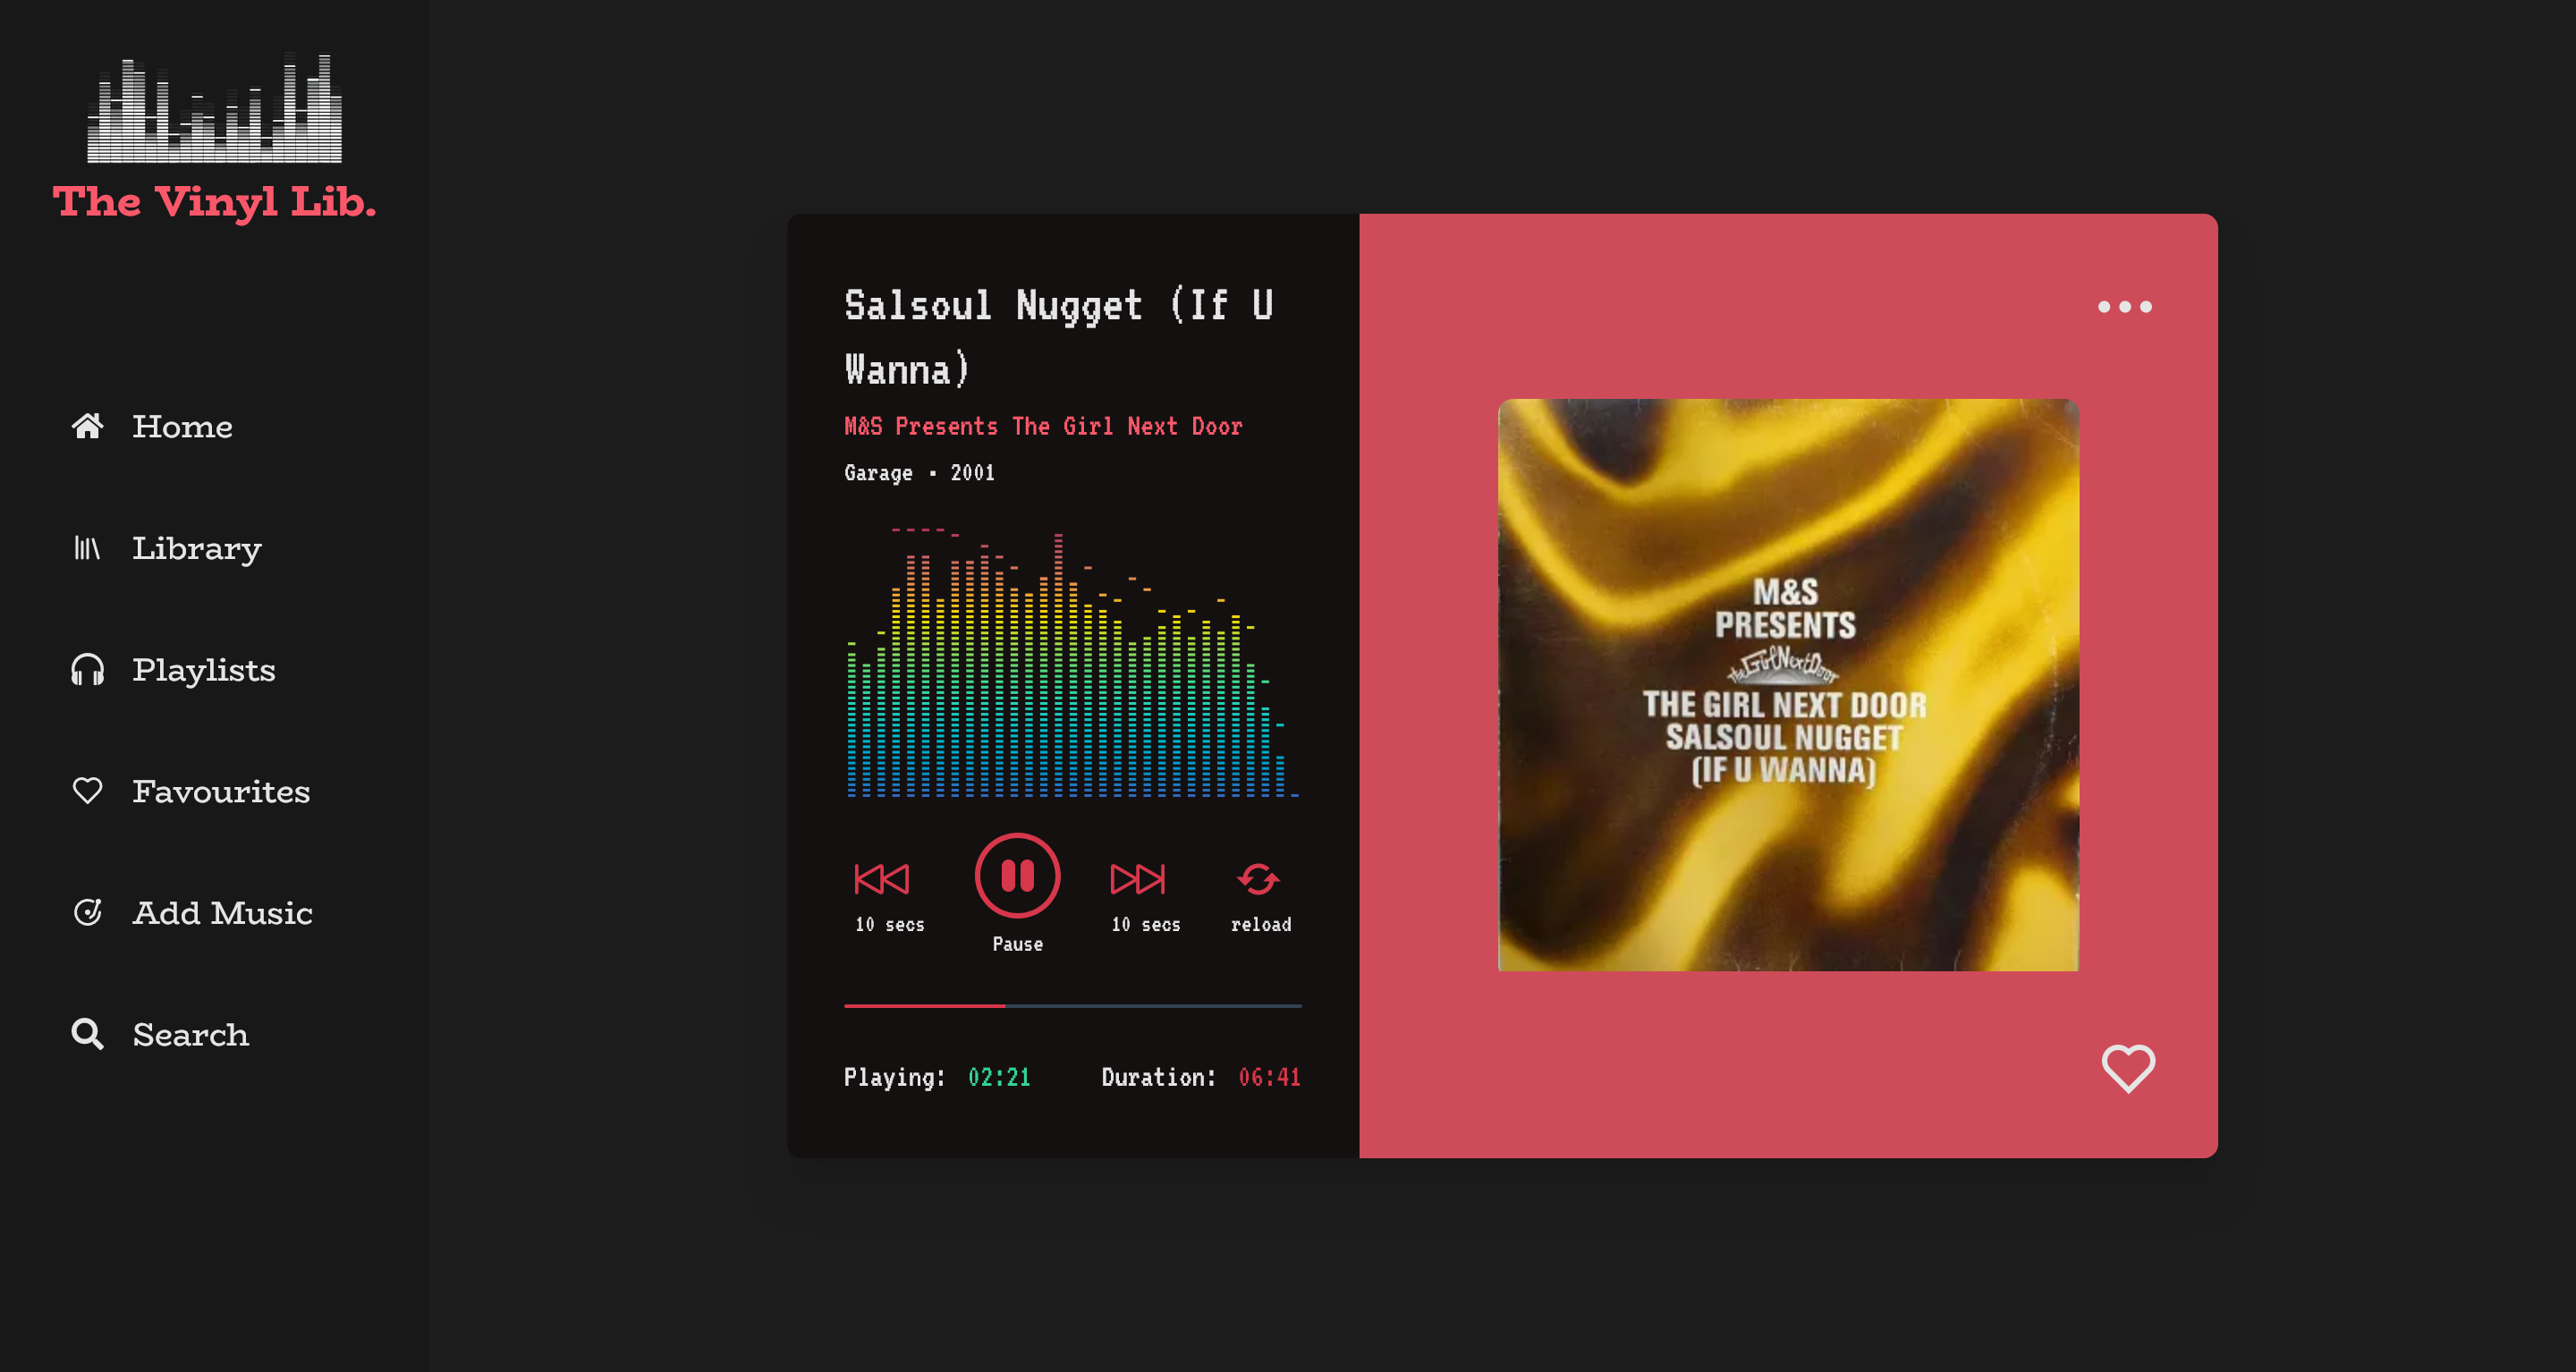 The Vinyl Lib.
Home
Library
Playlists
Favourites
Add Music
Search
Salsoul Nugget (If U
Wanna)
M&S Presents The Girl Next Door
Garage - 2001
10 secs
Pause
10 secs
reload
Playing: 02:21
Duration: 06:41
M&S
PRESENTS
The Girl Next Door
THE GIRL NEXT DOOR
SALSOUL NUGGET
(IF U WANNA)